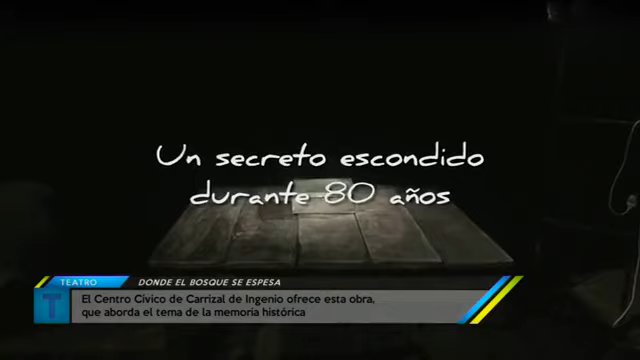 Un secreto escondido
durante 80 años
TEATRO
DONDE EL BOSQUE SE ESPESA
T
El Centro Cívico de Carrizal de Ingenio ofrece esta obra,
que aborda el tema de la memoria histórica